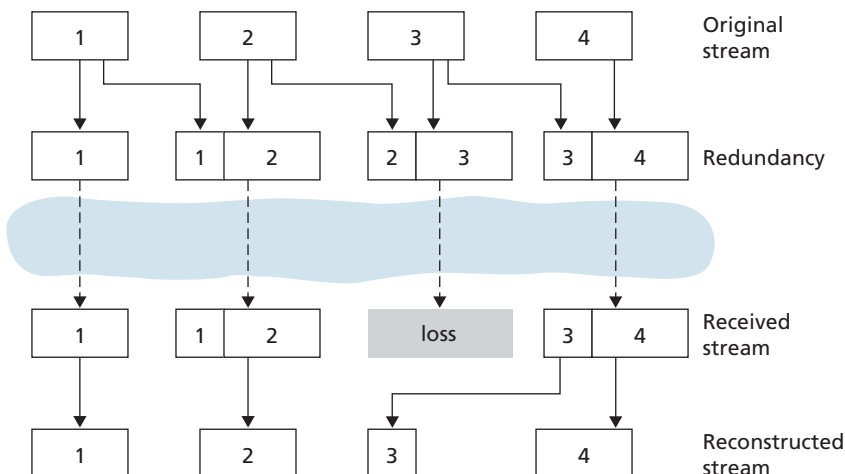 1 2 3 4 Original
stream
1 1 2 2 3 3 4 Redundancy
1 1 2 loss 3 4 Received
stream
1 2 3 4 Reconstructed
stream